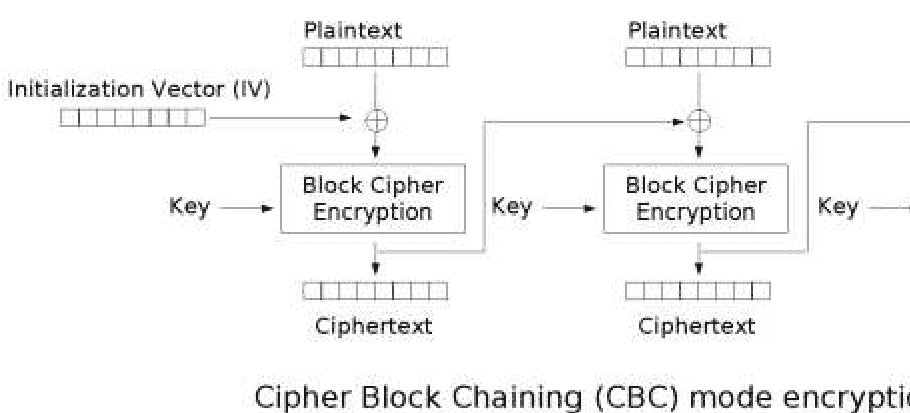 Plaintext
Plaintext
Initialization Vector (IV)
Block Cipher
Encryption
Block Cipher
Encryption
Key
Key
Key
Ciphertext
Ciphertext
Cipher Block Chaining (CBC) mode